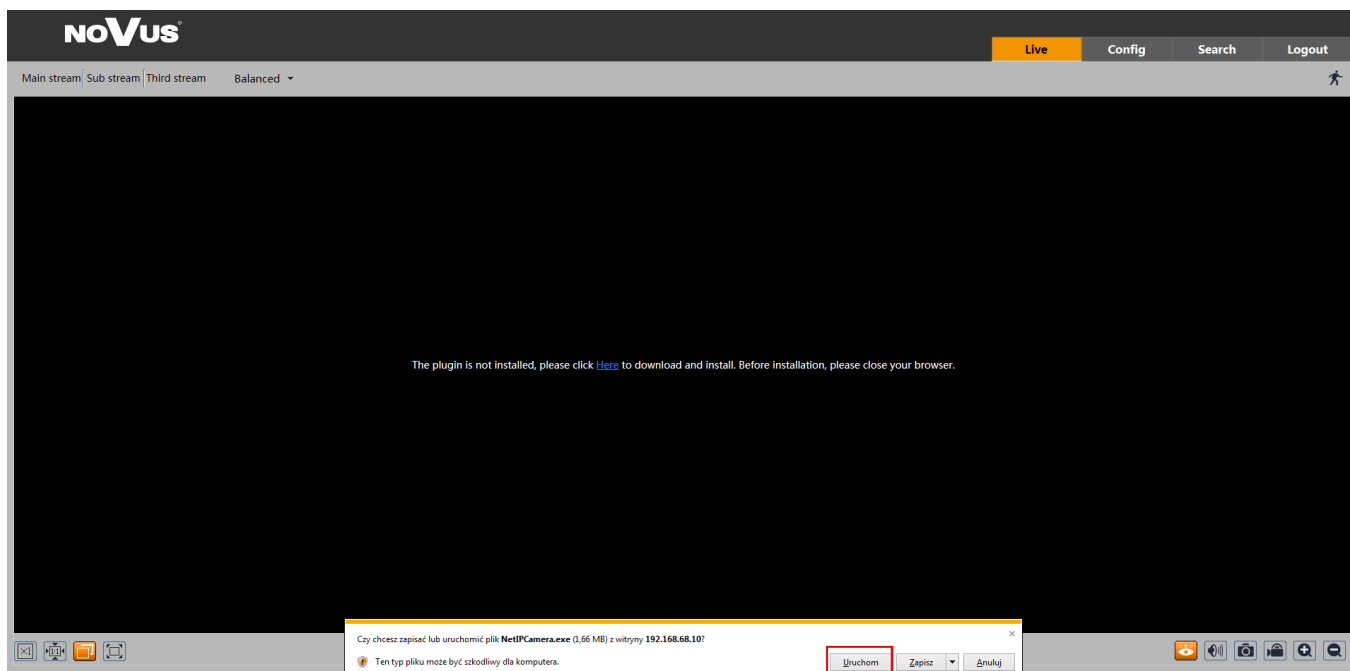 NOVUS®
Live Config Search Logout
Main stream Sub stream Third stream Balanced
The plugin is not installed, please click Here to download and install. Before installation, please close your browser.
Czy chcesz zapisać lub uruchomić plik NetIPCamera.exe (1,66 MB) z witryny 192.168.68.10?
Ten typ pliku może być szkodliwy dla komputera.
Uruchom Zapisz Anuluj
1:1